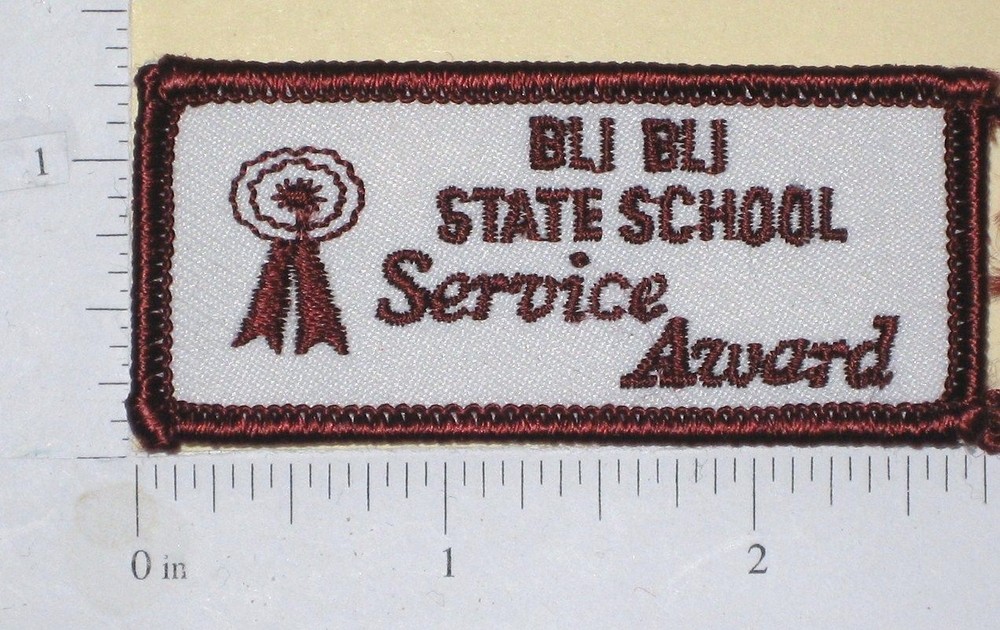 BLI BLI
STATE SCHOOL
Service
Award
1
0 in 1 2